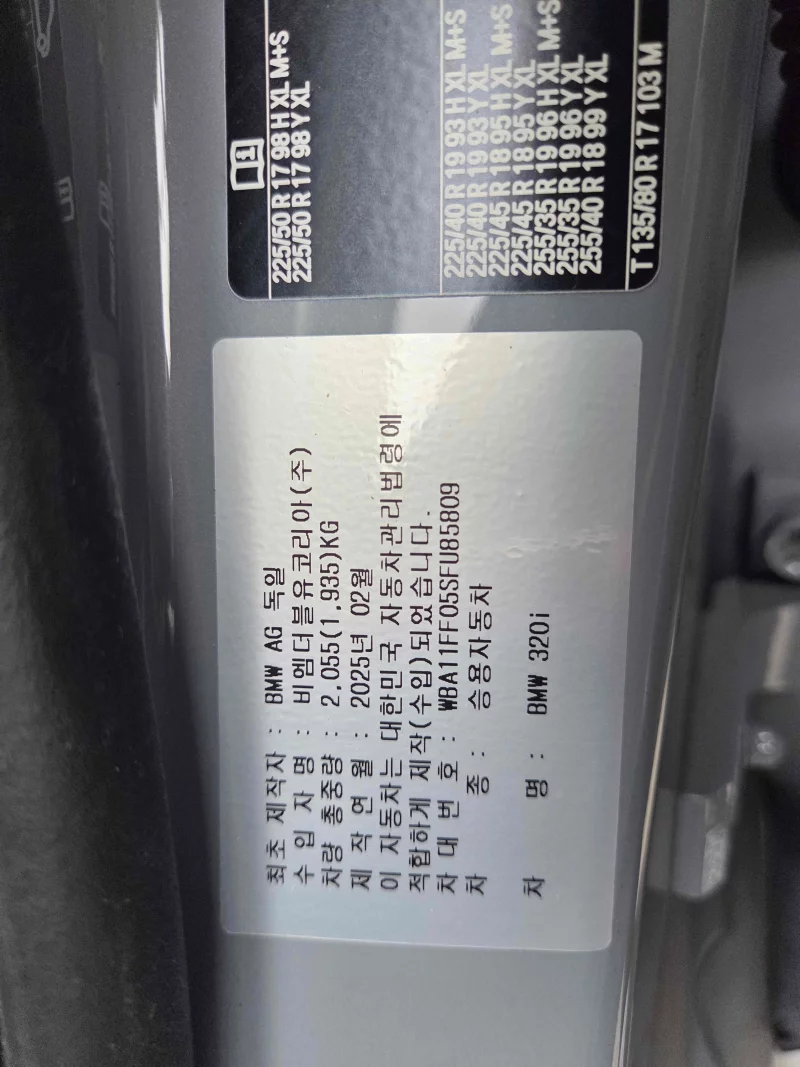 최초 제작자 : BMW AG 독일
수 입 자 명 : 비엠더블유코리아(주)
차량 총중량 : 2.055(1.935)KG
제 작 연 월 : 2025년 02월
이 자동차는 대한민국 자동차관리법령에
적합하게 제작(수입)되었습니다.
차 대 번 호 : WBA11FF05SFU85809
차 종 : 승용자동차
차 명 : BMW 320i
225/50 R 17 98 H XL M+S
225/50 R 17 98 Y XL
225/40 R 19 93 H XL M+S
225/40 R 19 93 Y XL
225/45 R 18 95 H XL M+S
225/45 R 18 95 Y XL
255/35 R 19 96 H XL M+S
255/35 R 19 96 Y XL
255/40 R 18 99 Y XL
T 135/80 R 17 103 M